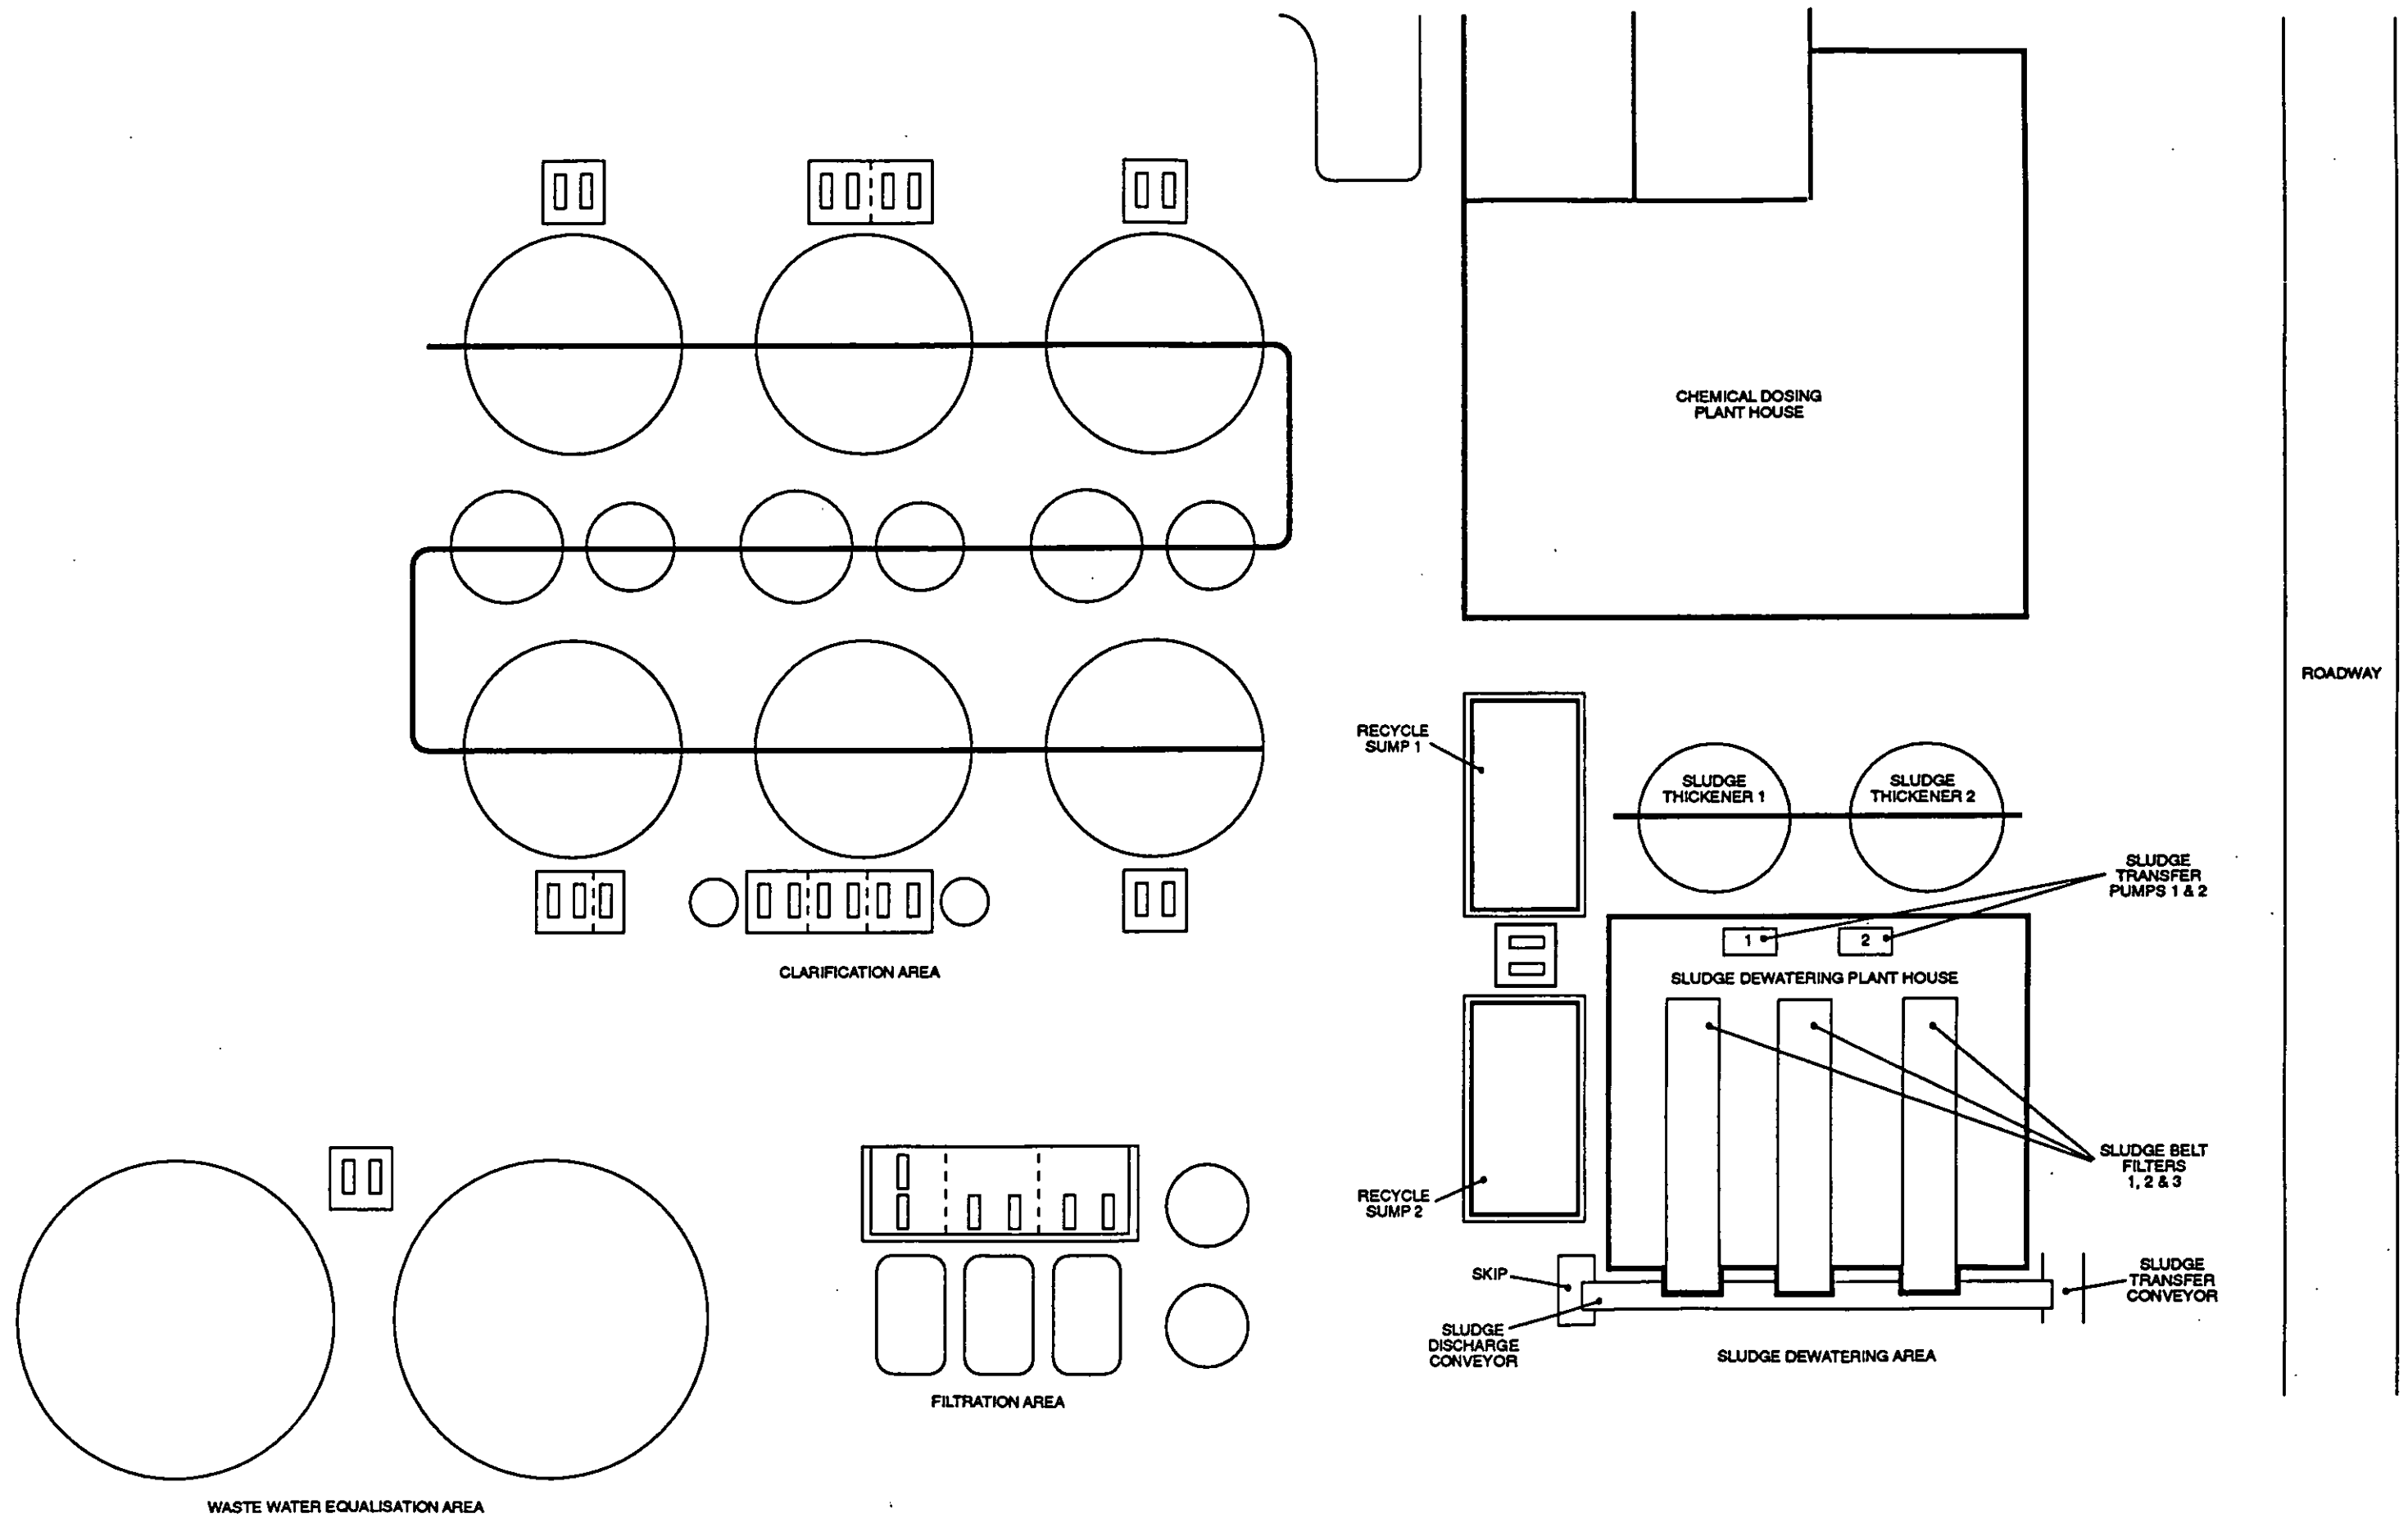 CHEMICAL DOSING
PLANT HOUSE
ROADWAY
RECYCLE
SUMP 1
SLUDGE
THICKENER 1
SLUDGE
THICKENER 2
SLUDGE
TRANSFER
PUMPS 1 & 2
1
2
SLUDGE DEWATERING PLANT HOUSE
CLARIFICATION AREA
SLUDGE BELT
FILTERS
1, 2 & 3
RECYCLE
SUMP 2
SKIP
SLUDGE
TRANSFER
CONVEYOR
SLUDGE
DISCHARGE
CONVEYOR
SLUDGE DEWATERING AREA
FILTRATION AREA
WASTE WATER EQUALISATION AREA